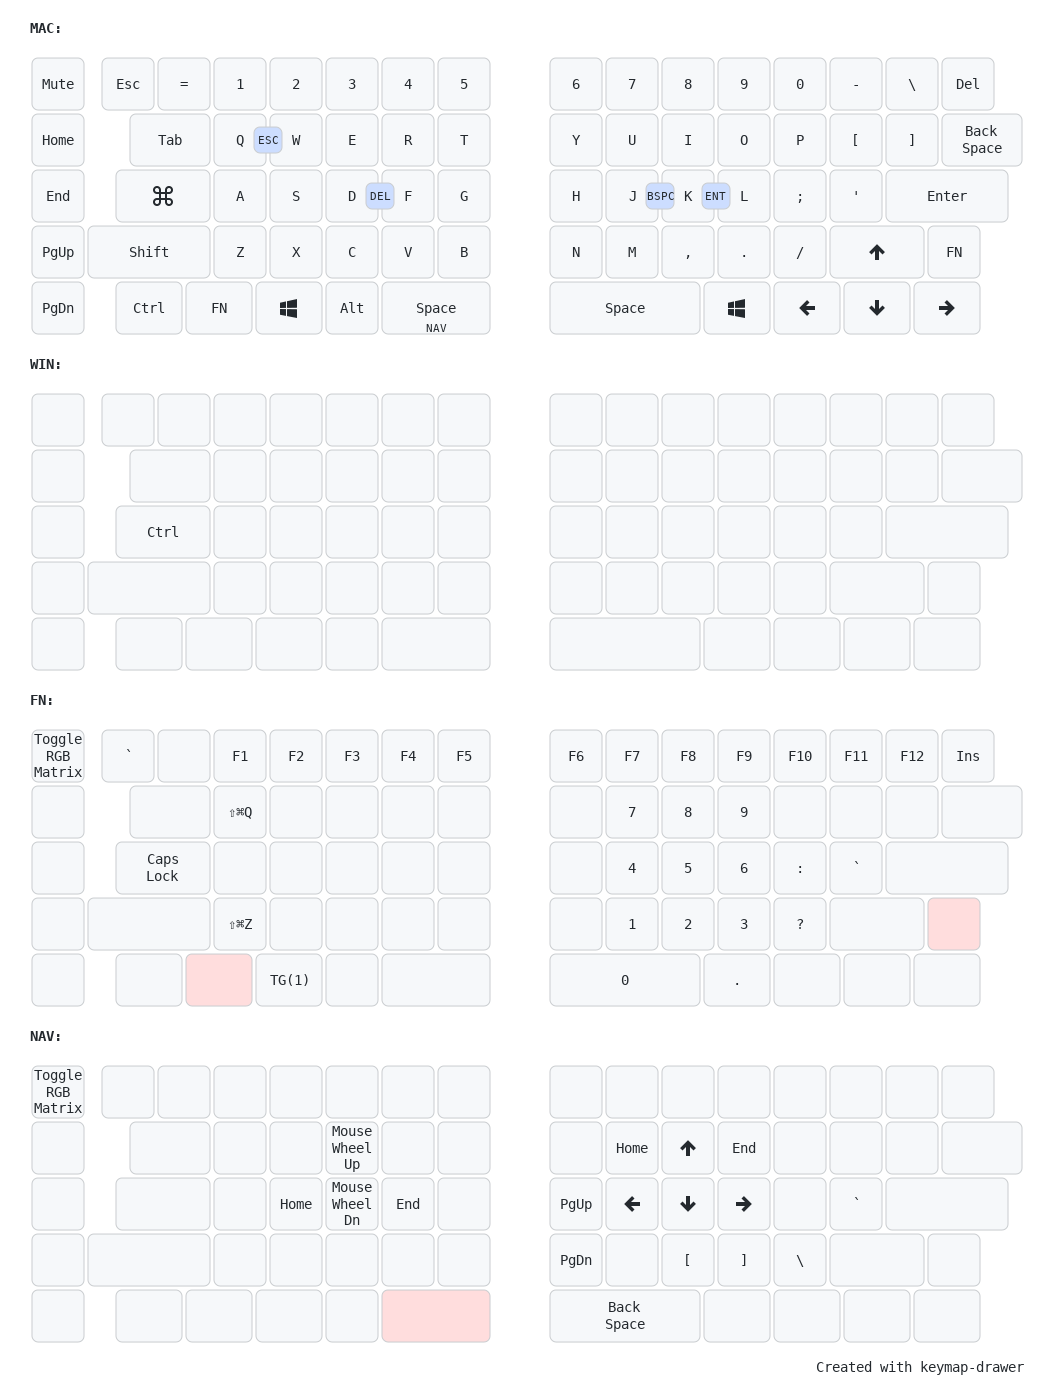 MAC:
Mute Esc = 1 2 3 4 5 6 7 8 9 0 - \ Del
Home Tab Q ESC W E R T Y U I O P [ ] Back
Space
End ⌘ A S D DEL F G H J BSPC K ENT L ; ' Enter
PgUp Shift Z X C V B N M , . / ↑ FN
PgDn Ctrl FN Alt Space Space ← ↓ →
NAV
WIN:
Ctrl
FN:
Toggle
RGB
Matrix ` F1 F2 F3 F4 F5 F6 F7 F8 F9 F10 F11 F12 Ins
⇧⌘Q 7 8 9
Caps
Lock 4 5 6 : `
⇧⌘Z 1 2 3 ?
TG(1) 0 .
NAV:
Toggle
RGB
Matrix
Mouse
Wheel
Up Home ↑ End
Home Mouse
Wheel
Dn End PgUp ← ↓ → `
PgDn [ ] \
Back
Space
Created with keymap-drawer